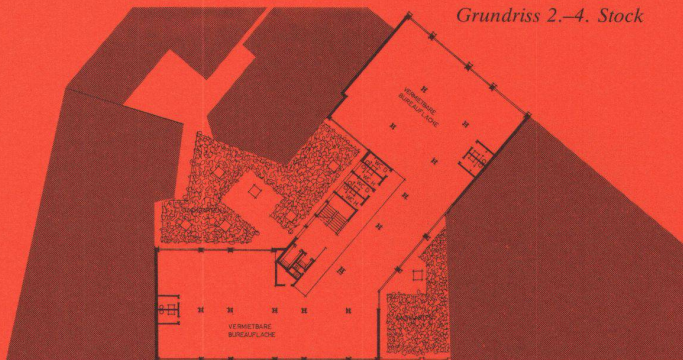 Grundriss 2.–4. Stock
VERMIETBARE
BUREAUFLÄCHE
VERMIETBARE
BUREAUFLÄCHE